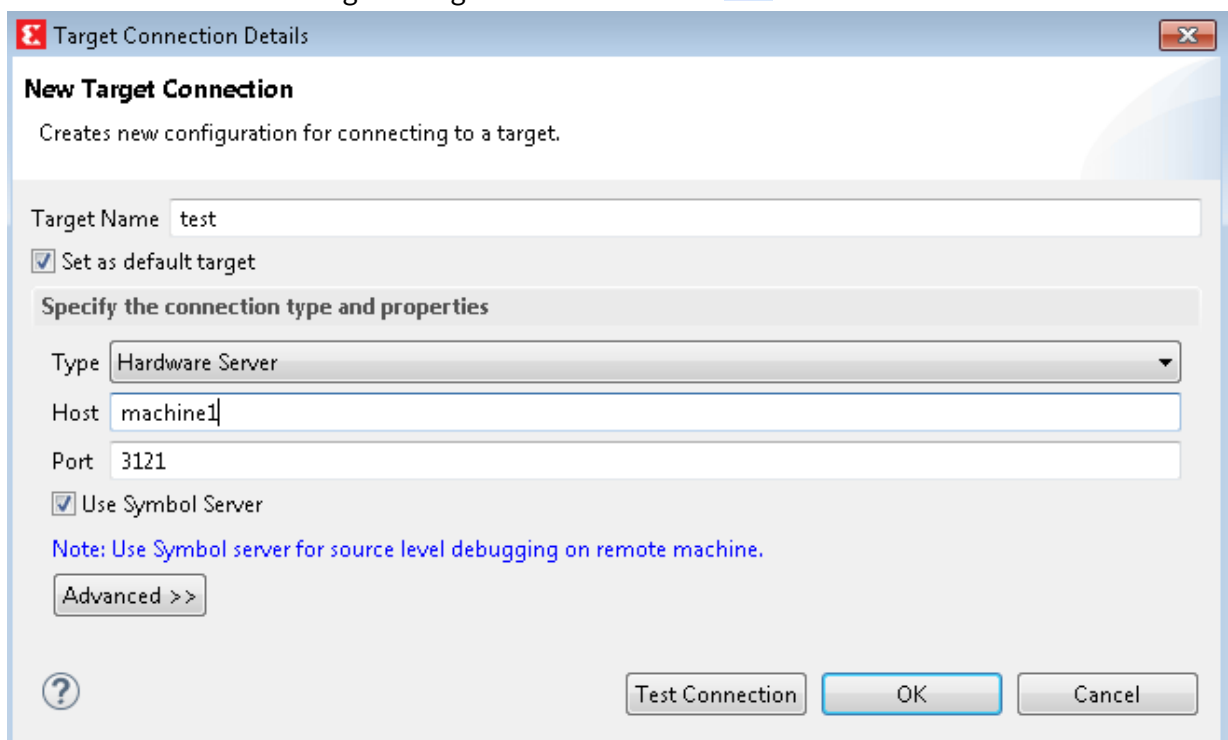 Target Connection Details
New Target Connection
Creates new configuration for connecting to a target.
Target Name test
Set as default target
Specify the connection type and properties
Type Hardware Server
Host machine1
Port 3121
Use Symbol Server
Note: Use Symbol server for source level debugging on remote machine.
Advanced >>
? Test Connection OK Cancel